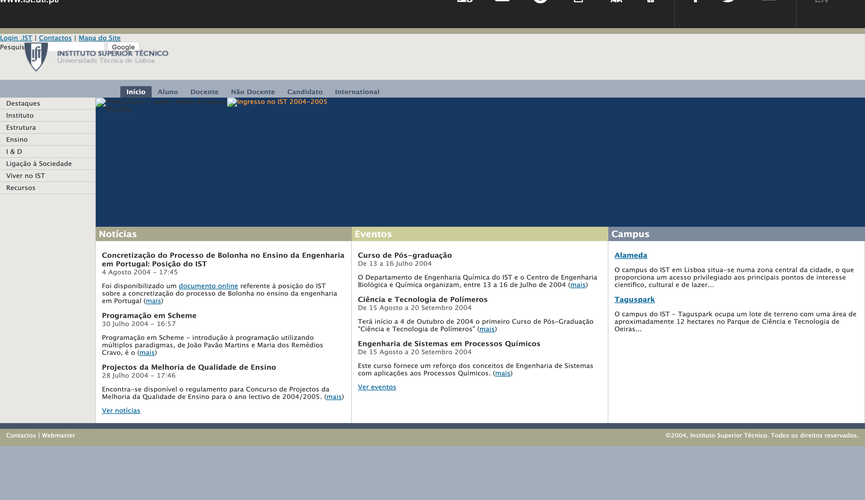 www.ist.utl.pt/
EN
Login .IST | Contactos | Mapa do Site
Pesquis
Google
INSTITUTO SUPERIOR TÉCNICO
Universidade Técnica de Lisboa
Início Aluno Docente Não Docente Candidato International
Destaques
Instituto
Estrutura
Ensino
I & D
Ligação à Sociedade
Viver no IST
Recursos
Ingresso no IST 2004-2005
Notícias
Concretização do Processo de Bolonha no Ensino da Engenharia
em Portugal: Posição do IST
4 Agosto 2004 - 17:45
Foi disponibilizado um documento online referente à posição do IST
sobre a concretização do processo de Bolonha no ensino da engenharia
em Portugal (mais)
Programação em Scheme
30 Julho 2004 - 16:57
Programação em Scheme - introdução à programação utilizando
múltiplos paradigmas, de João Pavão Martins e Maria dos Remédios
Cravo, é o (mais)
Projectos da Melhoria de Qualidade de Ensino
28 Julho 2004 - 17:46
Encontra-se disponível o regulamento para Concurso de Projectos da
Melhoria da Qualidade de Ensino para o ano lectivo de 2004/2005. (mais)
Ver notícias
Eventos
Curso de Pós-graduação
De 13 a 16 Julho 2004
O Departamento de Engenharia Química do IST e o Centro de Engenharia
Biológica e Química organizam, entre 13 a 16 de Julho de 2004 (mais)
Ciência e Tecnologia de Polímeros
De 15 Agosto a 20 Setembro 2004
Terá início a 4 de Outubro de 2004 o primeiro Curso de Pós-Graduação
"Ciência e Tecnologia de Polímeros" (mais)
Engenharia de Sistemas em Processos Químicos
De 15 Agosto a 20 Setembro 2004
Este curso fornece um reforço dos conceitos de Engenharia de Sistemas
com aplicações aos Processos Químicos. (mais)
Ver eventos
Campus
Alameda
O campus do IST em Lisboa situa-se numa zona central da cidade, o que
proporciona um acesso privilegiado aos principais pontos de interesse
científico, cultural e de lazer...
Taguspark
O campus do IST - Taguspark ocupa um lote de terreno com uma área de
aproximadamente 12 hectares no Parque de Ciência e Tecnologia de
Oeiras...
Contactos | Webmaster
©2004, Instituto Superior Técnico. Todos os direitos reservados.